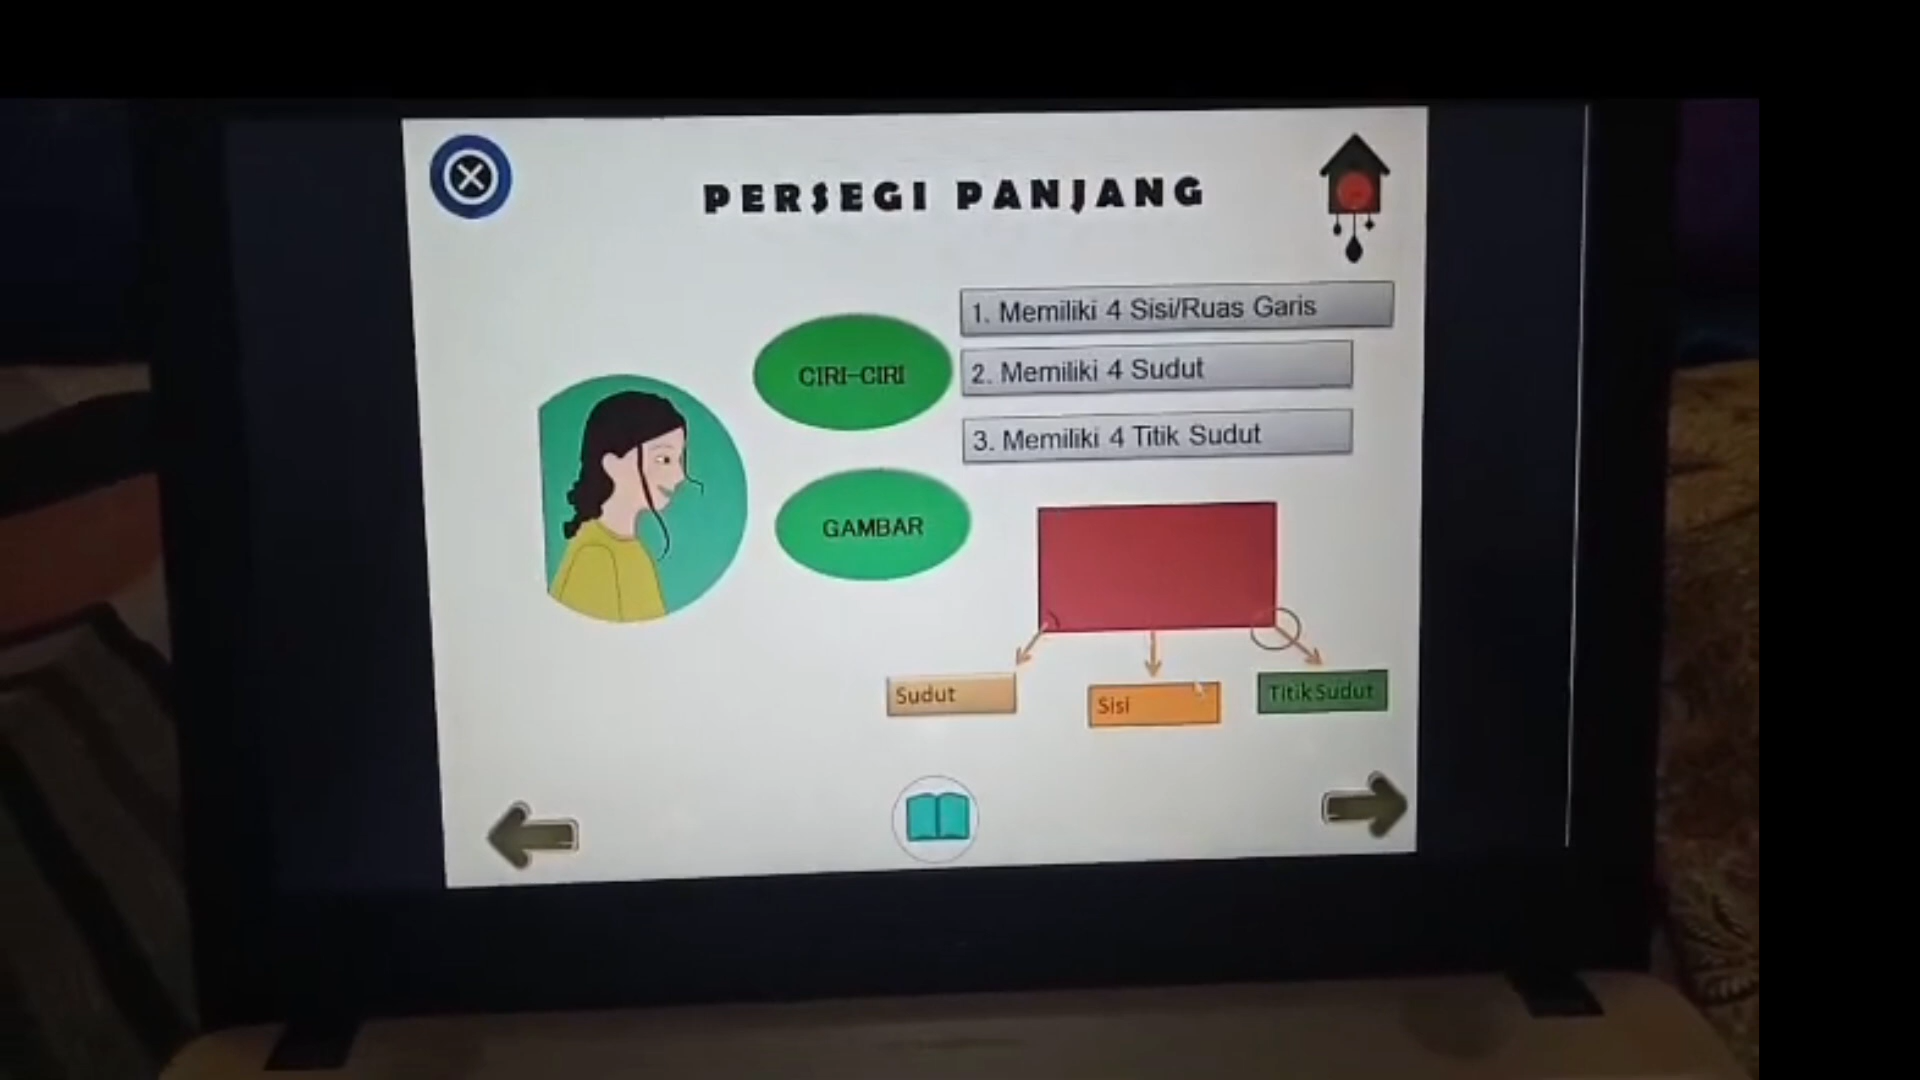 PERSEGI PANJANG
CIRI-CIRI
1. Memiliki 4 Sisi/Ruas Garis
2. Memiliki 4 Sudut
3. Memiliki 4 Titik Sudut
GAMBAR
Sudut
Sisi
Titik Sudut